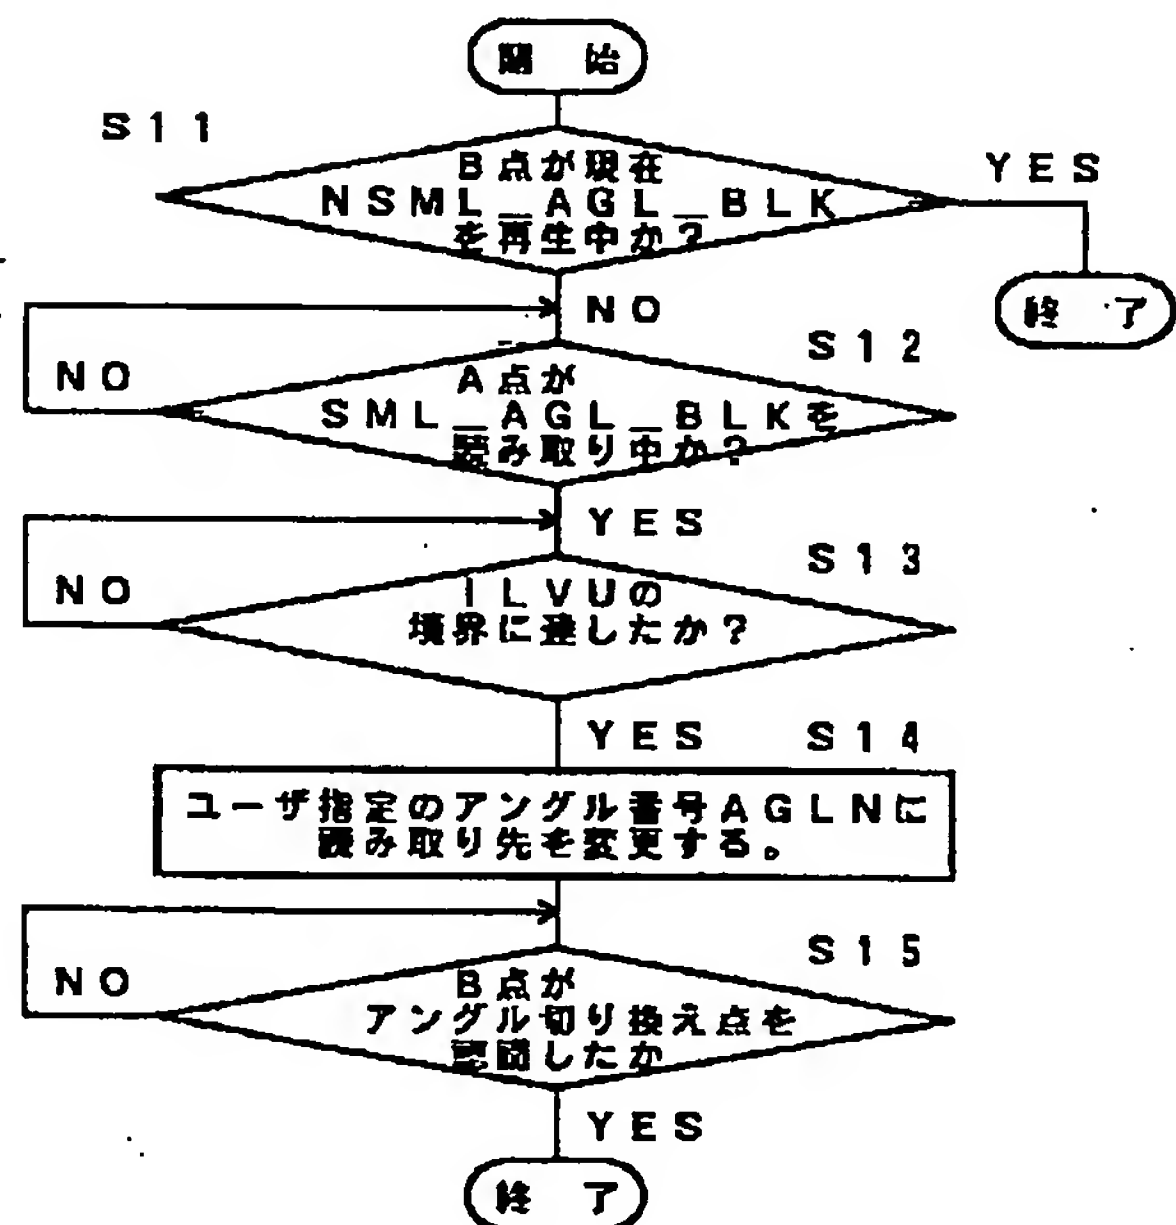 開 始
S11
B点が現在
NSML_AGL_BLK
を再生中か?
YES
終 了
NO
S12
NO
A点が
SML_AGL_BLKを
読み取り中か?
YES
S13
NO
ILVUの
境界に達したか?
YES
S14
ユーザ指定のアングル番号AGLNに
読み取り先を変更する。
S15
NO
B点が
アングル切り換え点を
確認したか
YES
終 了